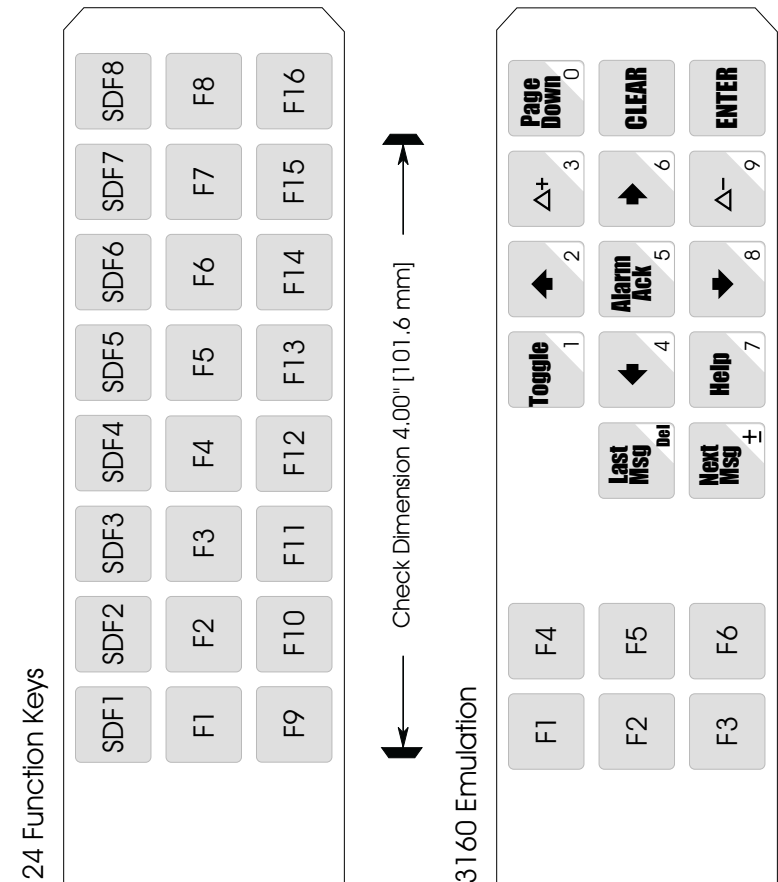 24 Function Keys
SDF1 SDF2 SDF3 SDF4 SDF5 SDF6 SDF7 SDF8
F1 F2 F3 F4 F5 F6 F7 F8
F9 F10 F11 F12 F13 F14 F15 F16
Check Dimension 4.00" [101.6 mm]
3160 Emulation
F1 F4
Toggle 1
2
Δ+ 3
Page
Down 0
F2 F5
Last
Msg Del
4
Alarm
Ack 5
6
CLEAR
F3 F6
Next
Msg ±
Help 7
8
Δ− 9
ENTER